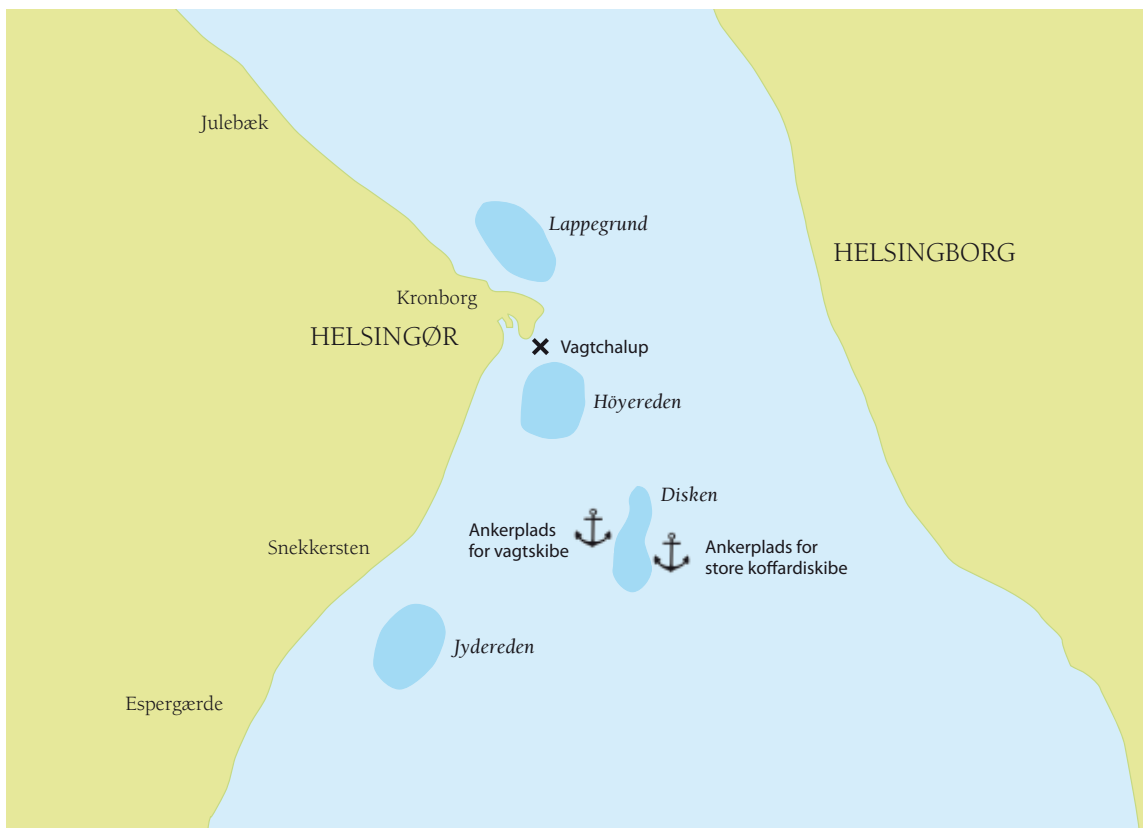 Julebæk
Lappegrund
HELSINGBORG
Kronborg
HELSINGØR
Vagtchalup
Höyereden
Disken
Ankerplads
for vagtskibe
Ankerplads for
store koffardiskibe
Snekkersten
Jydereden
Espergærde